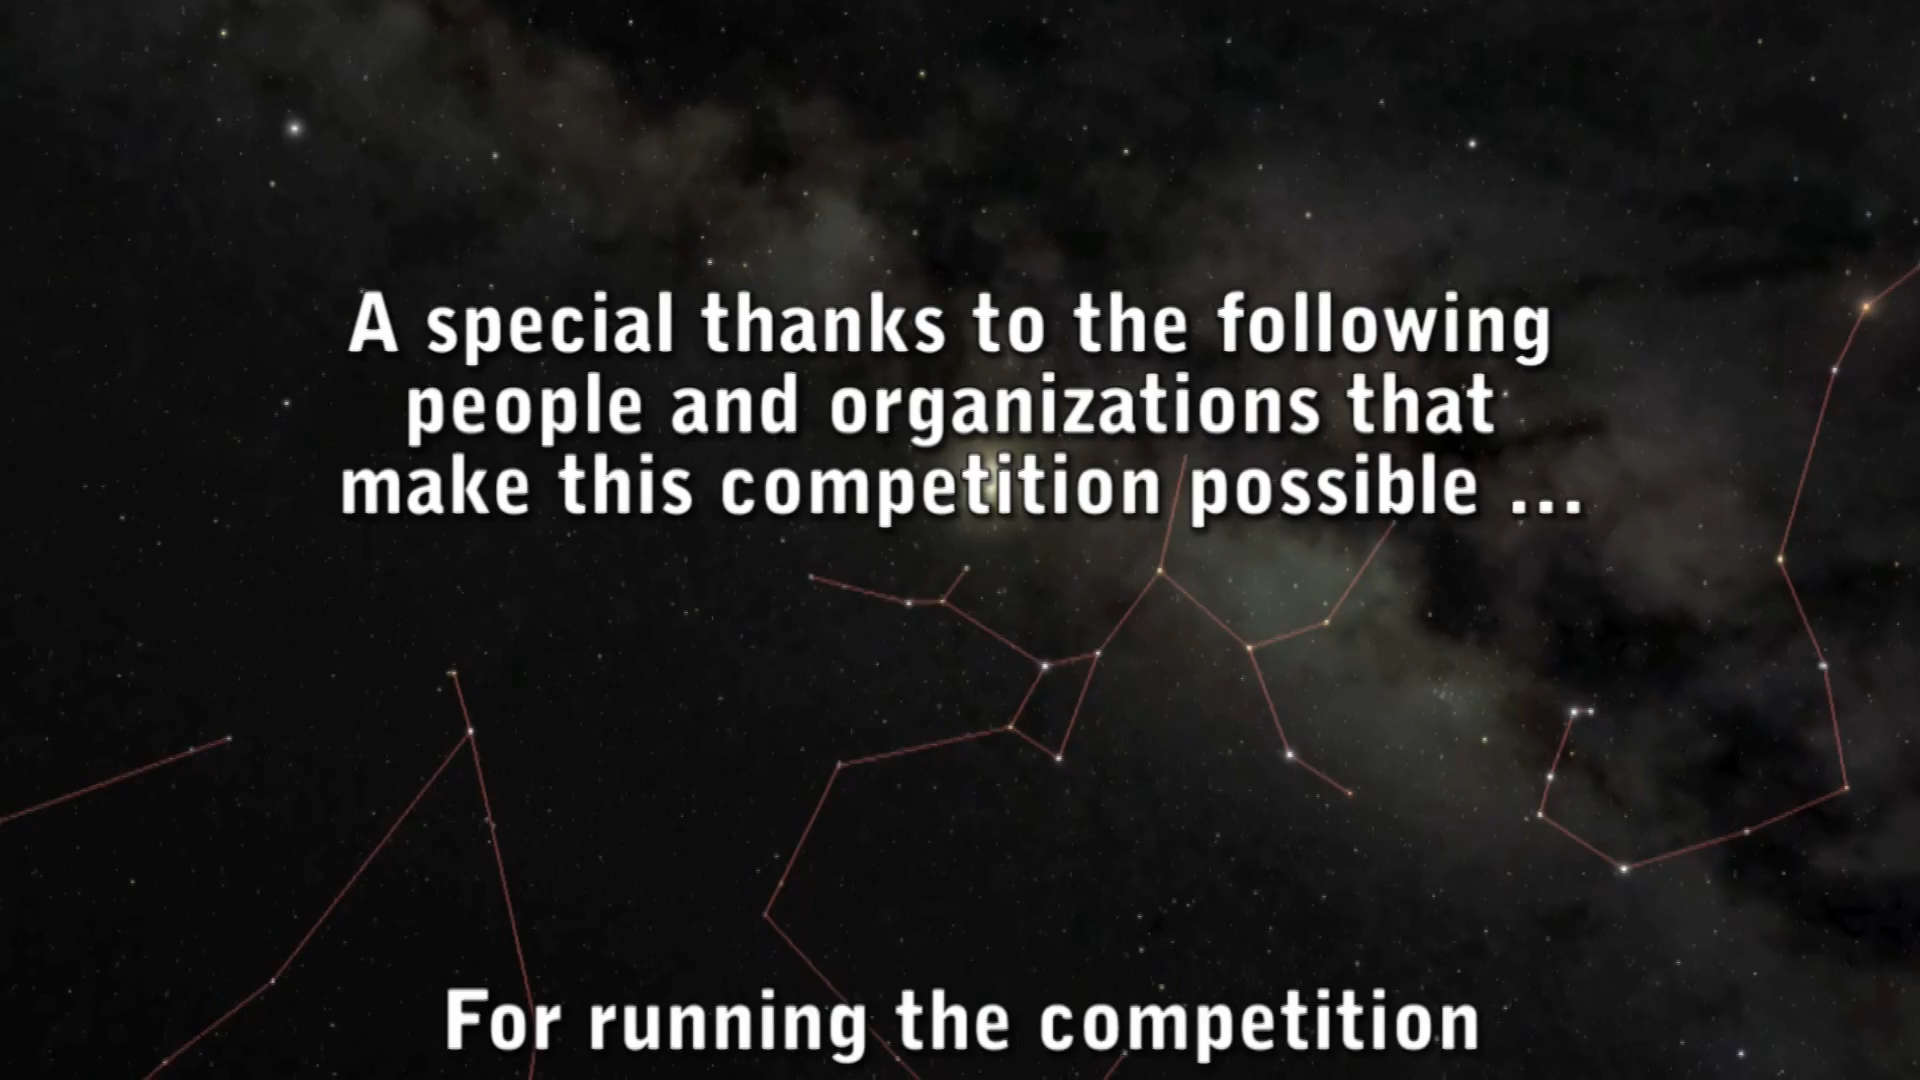 A special thanks to the following
people and organizations that
make this competition possible ...
For running the competition